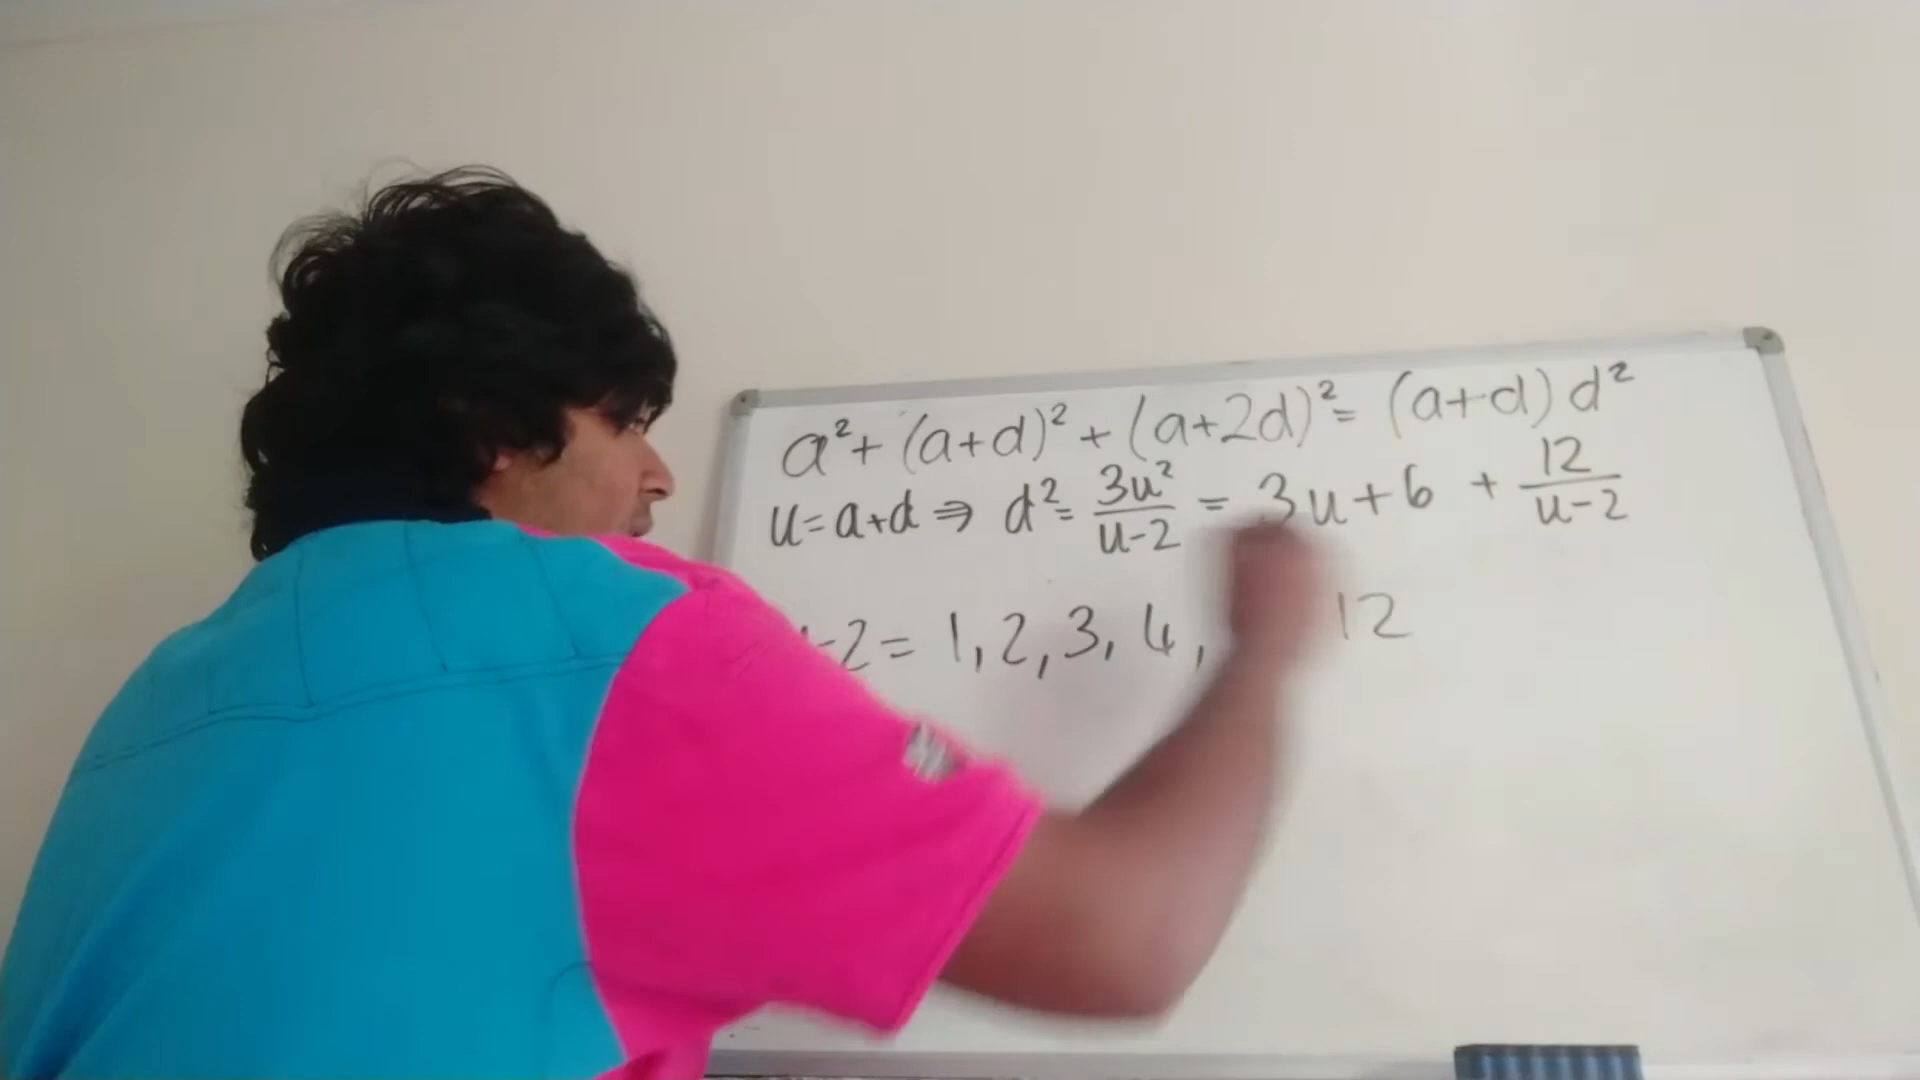 a² + (a+d)² + (a+2d)² = (a+d) d²
u = a+d ⇒ d² = 3u²/u-2 = 3u+6 + 12/u-2
-2 = 1, 2, 3, 4, 12